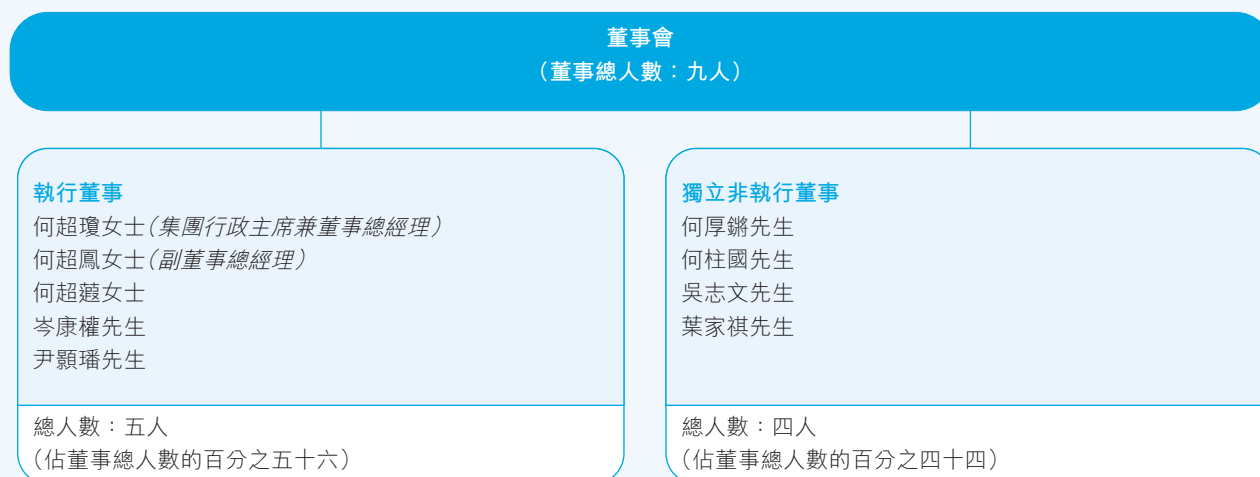 董事會
（董事總人數：九人）
執行董事
何超瓊女士（集團行政主席兼董事總經理）
何超鳳女士（副董事總經理）
何超蕸女士
岑康權先生
尹顥璠先生
總人數：五人
（佔董事總人數的百分之五十六）
獨立非執行董事
何厚鏘先生
何柱國先生
吳志文先生
葉家祺先生
總人數：四人
（佔董事總人數的百分之四十四）